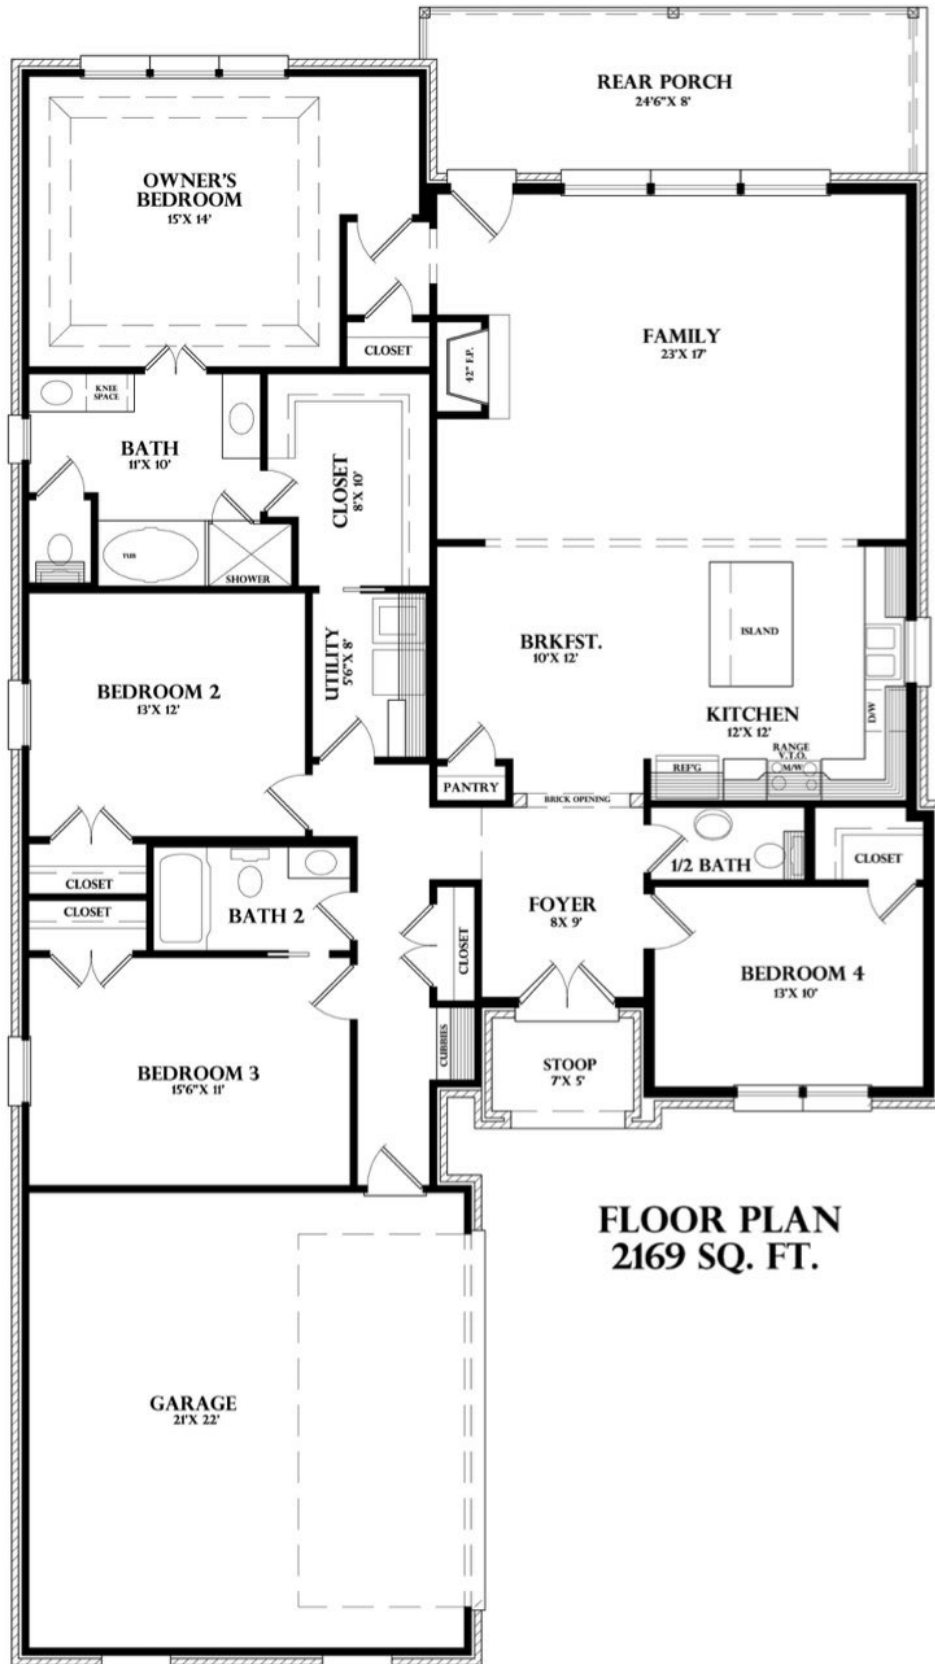 REAR PORCH
24'6"X 8'
OWNER'S
BEDROOM
15'X 14'
FAMILY
23'X 17'
CLOSET
42" F.P.
KNEE
SPACE
BATH
11'X 10'
CLOSET
8'X 10'
TUB
SHOWER
BRKFST.
10'X 12'
ISLAND
UTILITY
5'6"X 8'
BEDROOM 2
13'X 12'
KITCHEN
12'X 12'
D/W
RANGE
V.T.O.
M/W
REF'G
PANTRY
BRICK OPENING
CLOSET
CLOSET
BATH 2
1/2 BATH
CLOSET
FOYER
8X 9'
CLOSET
BEDROOM 4
13'X 10'
BEDROOM 3
15'6"X 11'
CUBBIES
STOOP
7'X 5'
FLOOR PLAN
2169 SQ. FT.
GARAGE
21'X 22'